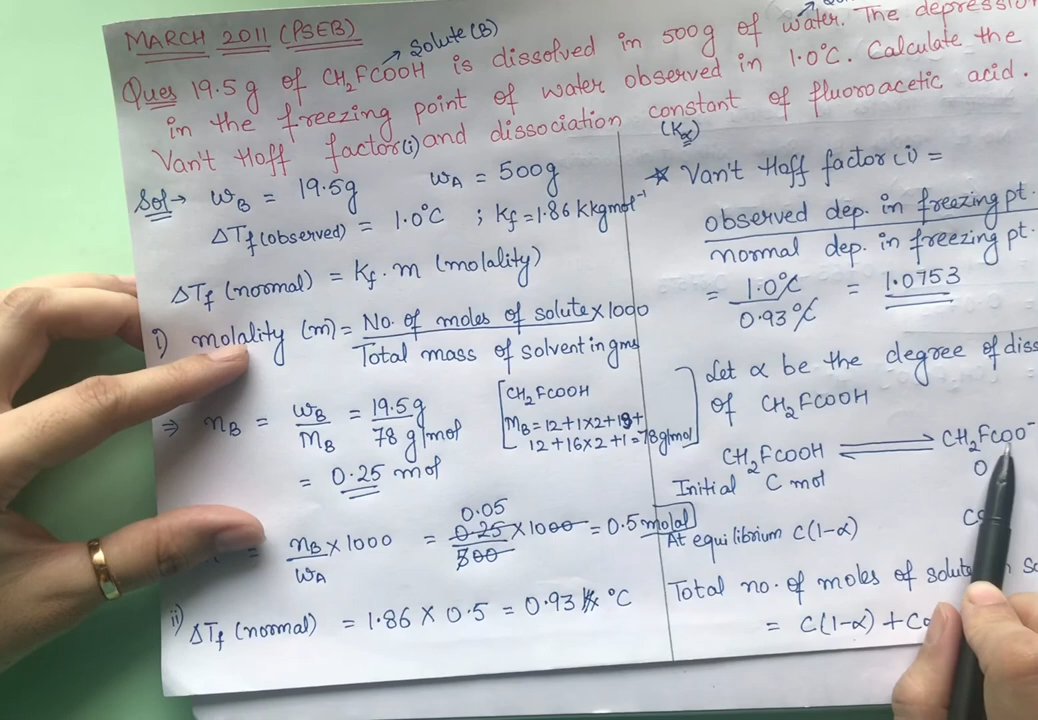 MARCH 2011 (PSEB)
→ Solute (B)
Ques 19.5g of CH₂FCOOH is dissolved in 500g of water. The depression
in the freezing point of water observed in 1.0°C. Calculate the
Van't Hoff factor (i) and dissociation constant of fluoroacetic acid.
(Kα)
Sol→ WB = 19.5g WA = 500g
ΔTf (observed) = 1.0°C ; Kf = 1.86 K kg mol⁻¹
ΔTf (normal) = Kf . m (molality)
i) molality (m) = No. of moles of solute × 1000
Total mass of solvent in gms
⇒ nB = WB = 19.5g
MB 78 g/mol
= 0.25 mol
[CH₂FCOOH
MB = 12+1×2+19+
12+16×2+1 = 78g/mol]
= nB × 1000 = 0.25 × 1000 = 0.5 molal
0.05
WA 500
ii) ΔTf (normal) = 1.86 × 0.5 = 0.93 °C
* Van't Hoff factor (i) =
observed dep. in freezing pt.
normal dep. in freezing pt.
= 1.0°C = 1.0753
0.93°C
Let α be the degree of diss
of CH₂FCOOH
CH₂FCOOH ⇌ CH₂FCOO⁻
Initial C mol 0
At equilibrium C(1-α)
Total no. of moles of solute
= C(1-α) +